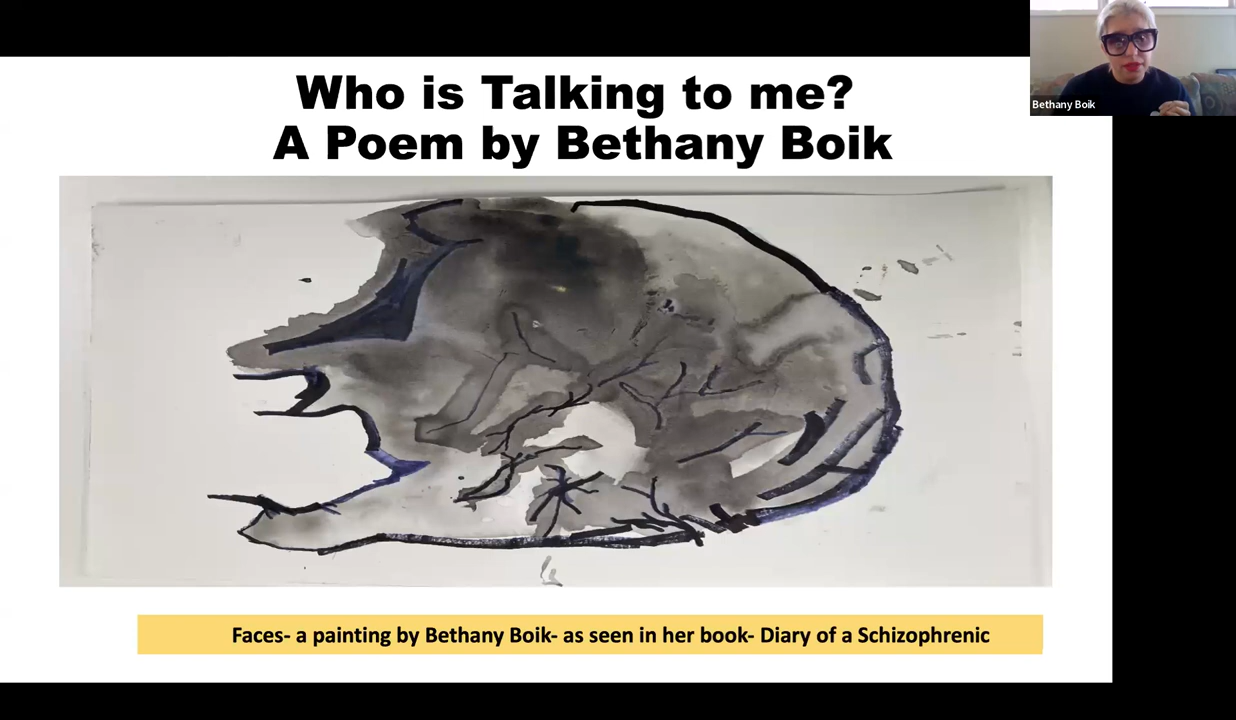 Who is Talking to me?
A Poem by Bethany Boik
Bethany Boik
Faces- a painting by Bethany Boik- as seen in her book- Diary of a Schizophrenic